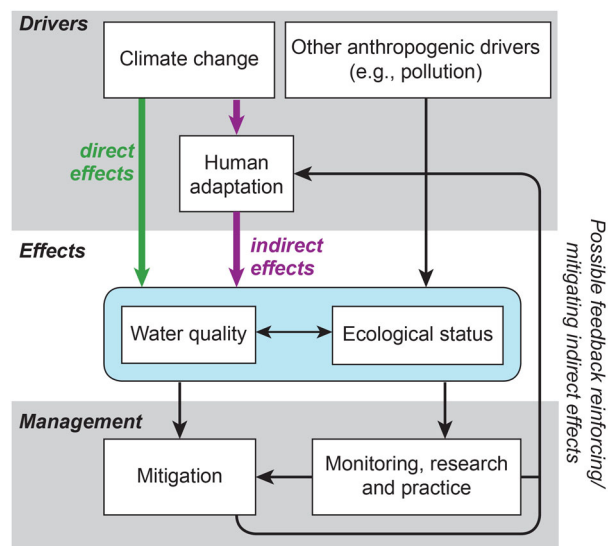 Drivers
Climate change
Other anthropogenic drivers
(e.g., pollution)
direct
effects
Human
adaptation
Effects
indirect
effects
Water quality
Ecological status
Possible feedback reinforcing/
mitigating indirect effects
Management
Mitigation
Monitoring, research
and practice